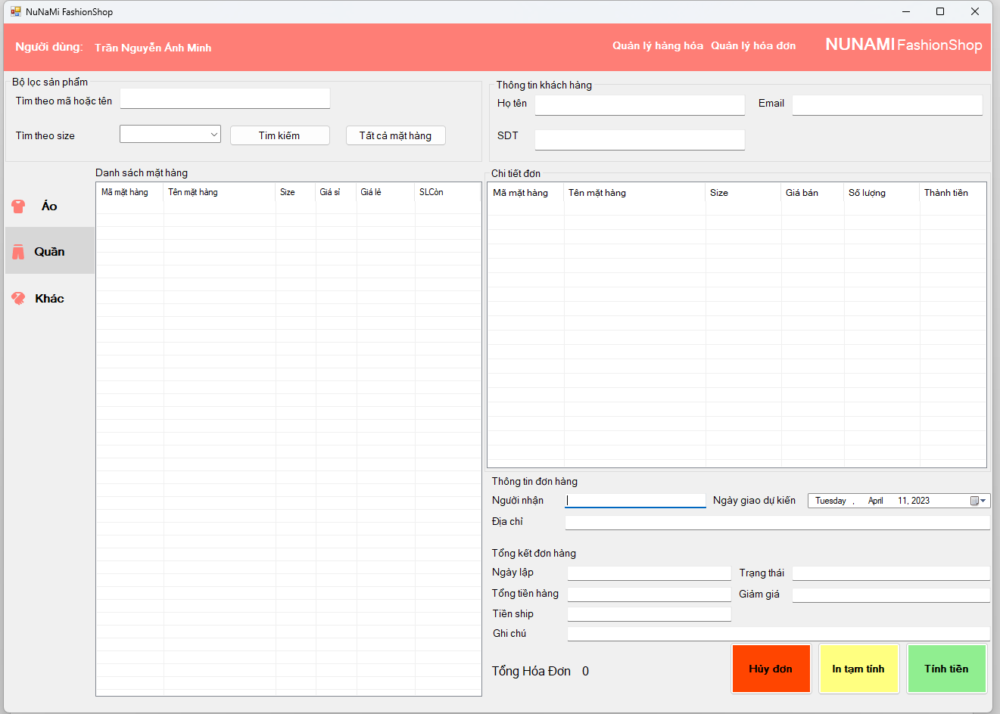 NuNaMi FashionShop
Người dùng: Trần Nguyễn Ánh Minh
Quản lý hàng hóa Quản lý hóa đơn NUNAMI FashionShop
Bộ lọc sản phẩm
Tìm theo mã hoặc tên
Tìm theo size Tìm kiếm Tất cả mặt hàng
Thông tin khách hàng
Họ tên Email
SDT
Áo
Quần
Khác
Danh sách mặt hàng
Mã mặt hàng Tên mặt hàng Size Giá sỉ Giá lẻ SLCòn
Chi tiết đơn
Mã mặt hàng Tên mặt hàng Size Giá bán Số lượng Thành tiền
Thông tin đơn hàng
Người nhận Ngày giao dự kiến Tuesday , April 11, 2023
Địa chỉ
Tổng kết đơn hàng
Ngày lập Trạng thái
Tổng tiền hàng Giảm giá
Tiền ship
Ghi chú
Tổng Hóa Đơn 0
Hủy đơn In tạm tính Tính tiền